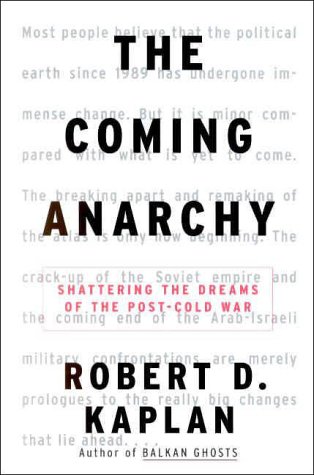 Most people believe that the political
THE
earth since 1989 has undergone im-
mense change. But it is minor com-
COMING
pared with what is yet to come.
The breaking apart and remaking of
ANARCHY
the atlas is only now beginning. The
crack-up of the Soviet empire and
SHATTERING THE DREAMS
OF THE POST-COLD WAR
the coming end of the Arab-Israeli
military confrontations are merely
ROBERT D.
prologues to the really big changes
KAPLAN
that lie ahead. . . .
Author of BALKAN GHOSTS